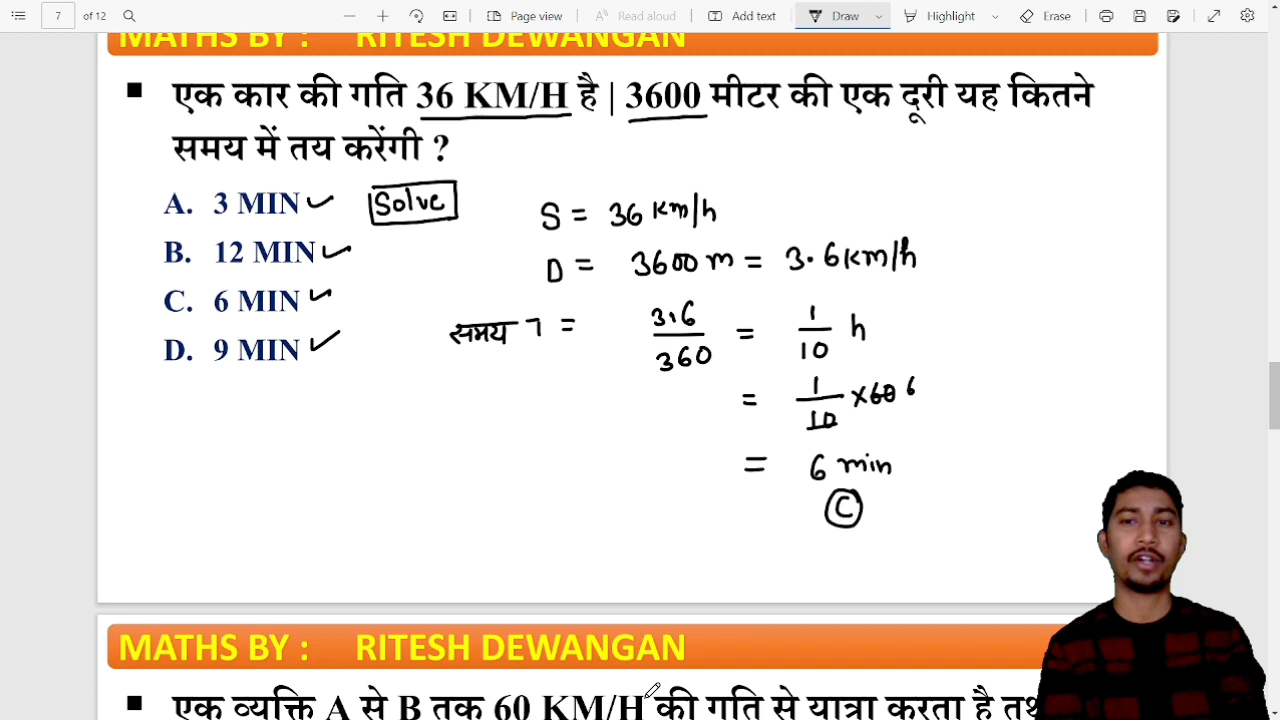 7 of 12 Page view Read aloud Add text Draw Highlight Erase
MATHS BY : RITESH DEWANGAN
एक कार की गति 36 KM/H है | 3600 मीटर की एक दूरी यह कितने
समय में तय करेंगी ?
A. 3 MIN
B. 12 MIN
C. 6 MIN
D. 9 MIN
Solve
S = 36 km/h
D = 3600 m = 3.6 km/h
समय = 3.6/360 = 1/10 h
= 1/10 × 60 6
= 6 min
C
MATHS BY : RITESH DEWANGAN
एक व्यक्ति A से B तक 60 KM/H की गति से यात्रा करता है